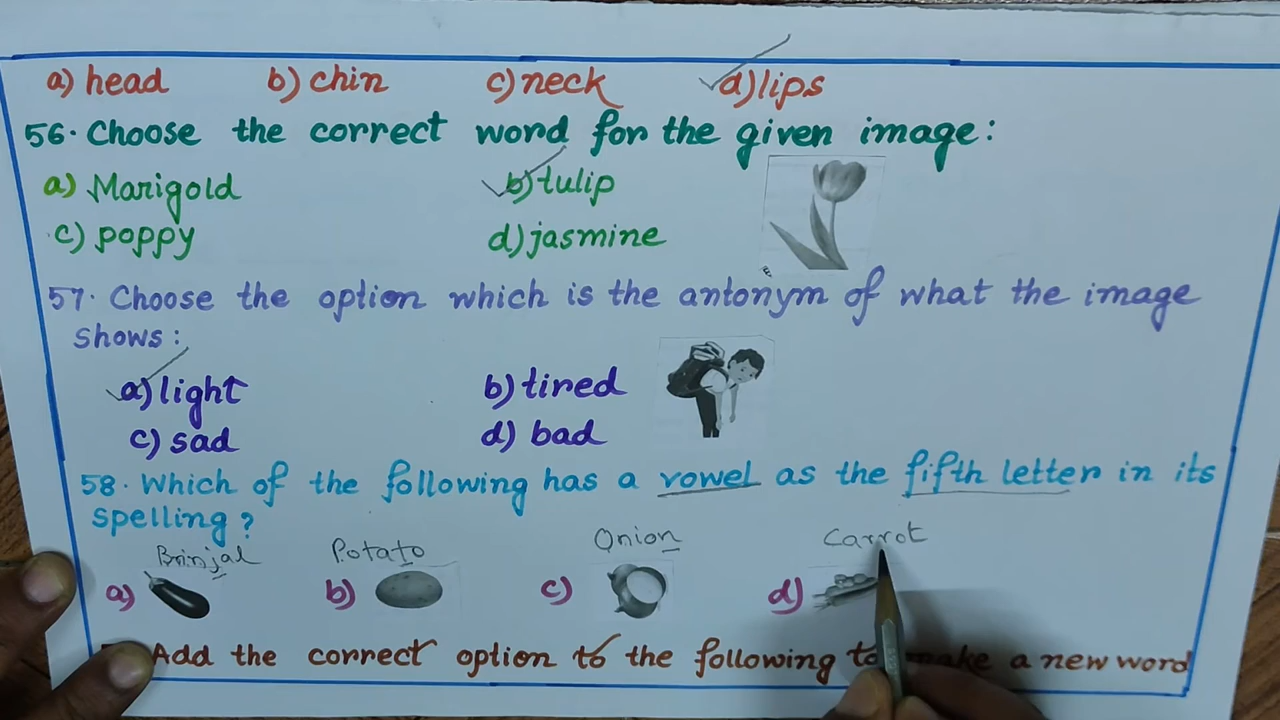 a) head b) chin c) neck d) lips
56. Choose the correct word for the given image:
a) Marigold b) tulip
c) poppy d) jasmine
57. Choose the option which is the antonym of what the image
shows:
a) light b) tired
c) sad d) bad
58. Which of the following has a vowel as the fifth letter in its
spelling?
Brinjal Potato Onion Carrot
a) b) c) d)
Add the correct option to the following to make a new word